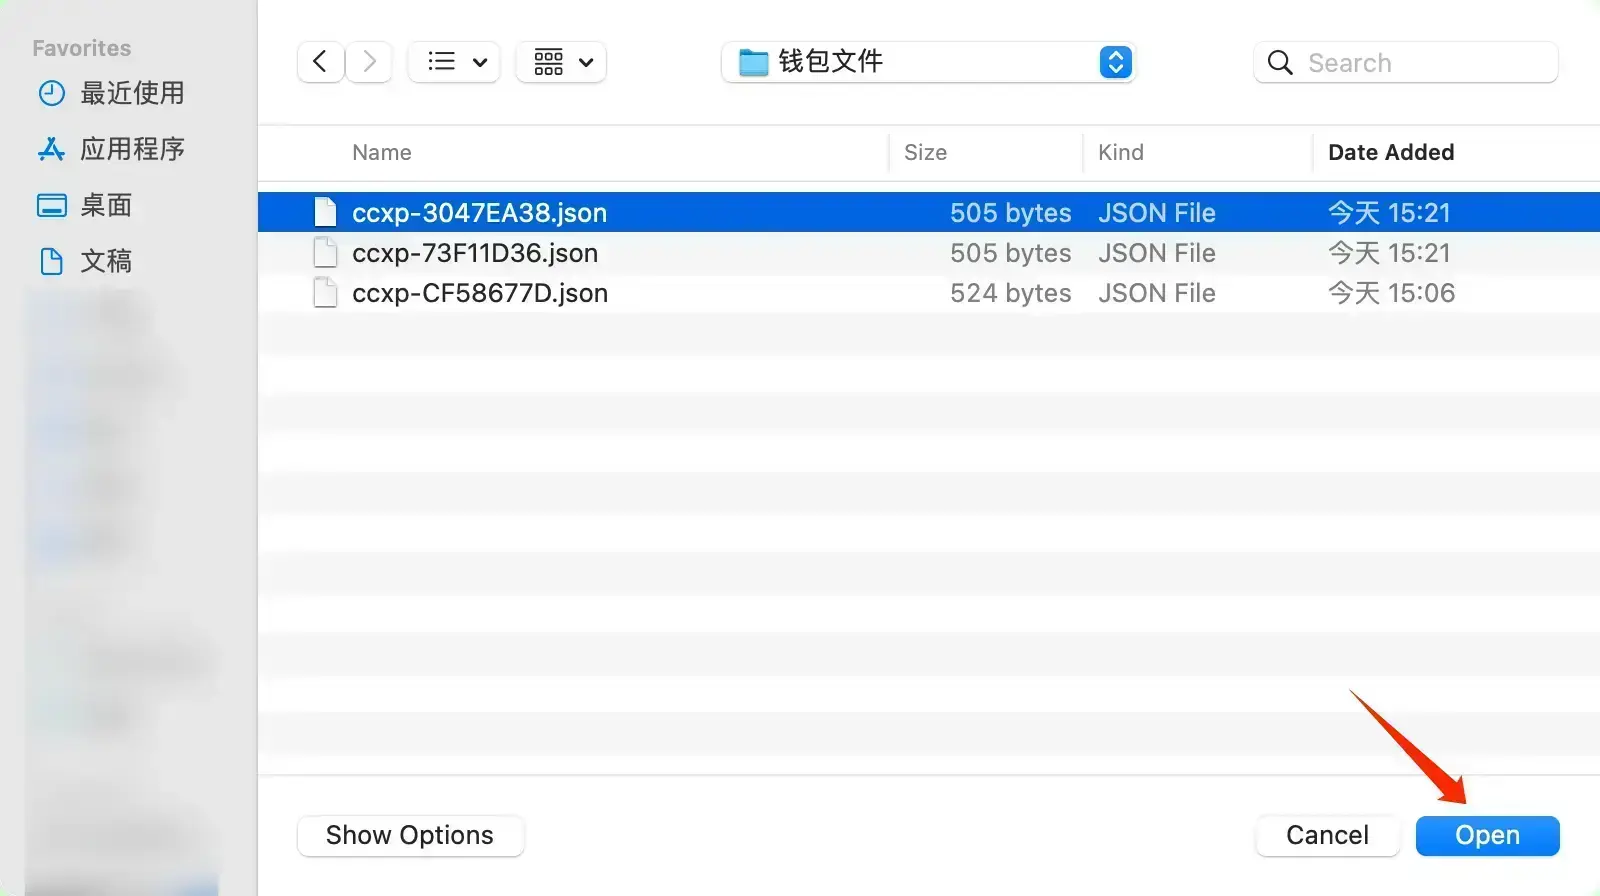 Favorites
最近使用
应用程序
桌面
文稿
钱包文件
Search
Name Size Kind Date Added
ccxp-3047EA38.json 505 bytes JSON File 今天 15:21
ccxp-73F11D36.json 505 bytes JSON File 今天 15:21
ccxp-CF58677D.json 524 bytes JSON File 今天 15:06
Show Options Cancel Open